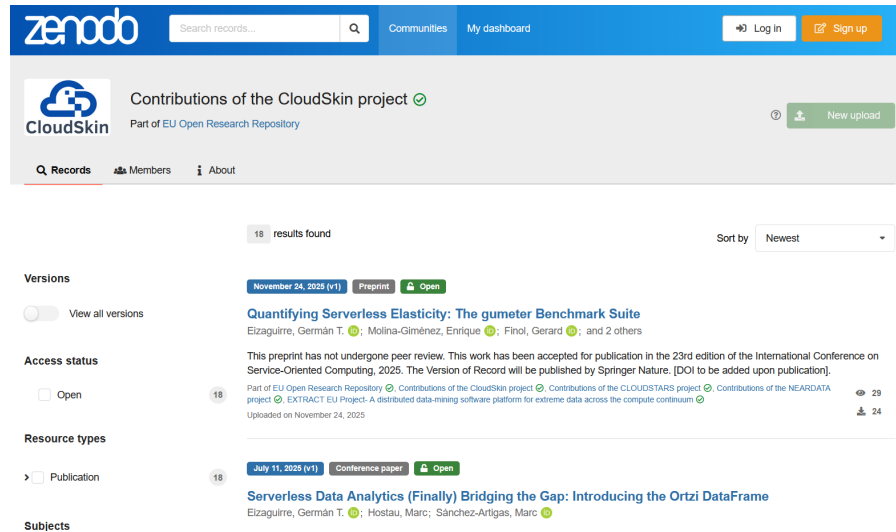 zenodo
Search records...
Communities
My dashboard
Log in
Sign up
CloudSkin
Contributions of the CloudSkin project
Part of EU Open Research Repository
New upload
Records
Members
About
18 results found
Sort by Newest
Versions
View all versions
Access status
Open 18
Resource types
Publication 18
Subjects
November 24, 2025 (v1) Preprint Open
Quantifying Serverless Elasticity: The gumeter Benchmark Suite
Eizaguirre, Germán T. iD; Molina-Giménez, Enrique iD; Finol, Gerard iD; and 2 others
This preprint has not undergone peer review. This work has been accepted for publication in the 23rd edition of the International Conference on
Service-Oriented Computing, 2025. The Version of Record will be published by Springer Nature. [DOI to be added upon publication].
Part of EU Open Research Repository, Contributions of the CloudSkin project, Contributions of the CLOUDSTARS project, Contributions of the NEARDATA
project, EXTRACT EU Project- A distributed data-mining software platform for extreme data across the compute continuum
29
24
Uploaded on November 24, 2025
July 11, 2025 (v1) Conference paper Open
Serverless Data Analytics (Finally) Bridging the Gap: Introducing the Ortzi DataFrame
Eizaguirre, Germán T. iD; Hostau, Marc; Sánchez-Artigas, Marc iD